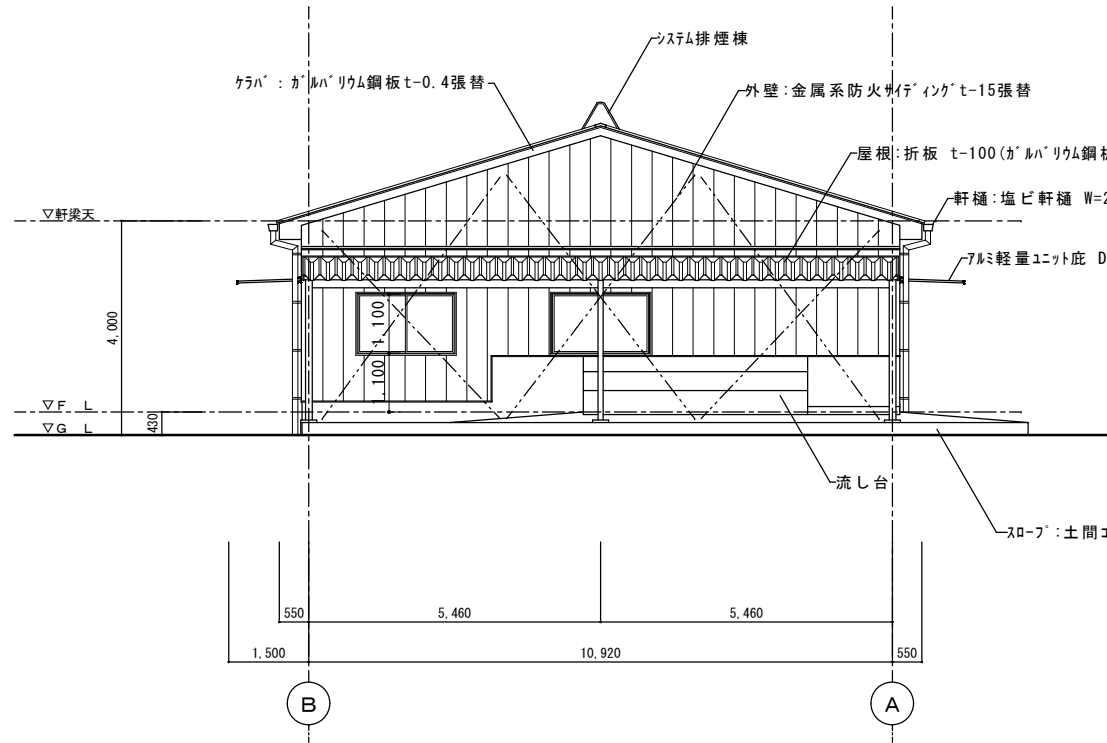 システム排煙棟
ケラバ：ガルバリウム鋼板t-0.4張替
外壁:金属系防火サイディングt-15張替
屋根:折板 t-100(ガルバリウム鋼板
軒樋:塩ビ軒樋 W=2
▽軒梁天
アルミ軽量ユニット庇 D
4,000
1,100
1,100
▽F L
430
▽G L
流し台
スロープ:土間コ
550
5,460
5,460
1,500
10,920
550
B
A